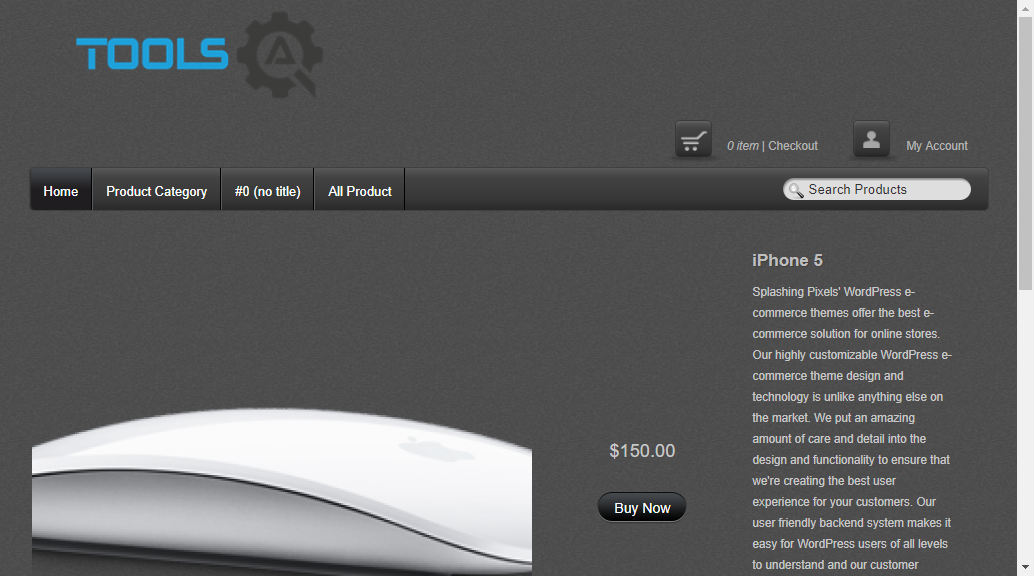 TOOLS QA
0 item | Checkout
My Account
Home
Product Category
#0 (no title)
All Product
Search Products
iPhone 5
Splashing Pixels' WordPress e-
commerce themes offer the best e-
commerce solution for online stores.
Our highly customizable WordPress e-
commerce theme design and
technology is unlike anything else on
the market. We put an amazing
amount of care and detail into the
design and functionality to ensure that
we're creating the best user
experience for your customers. Our
user friendly backend system makes it
easy for WordPress users of all levels
to understand and our customer
$150.00
Buy Now